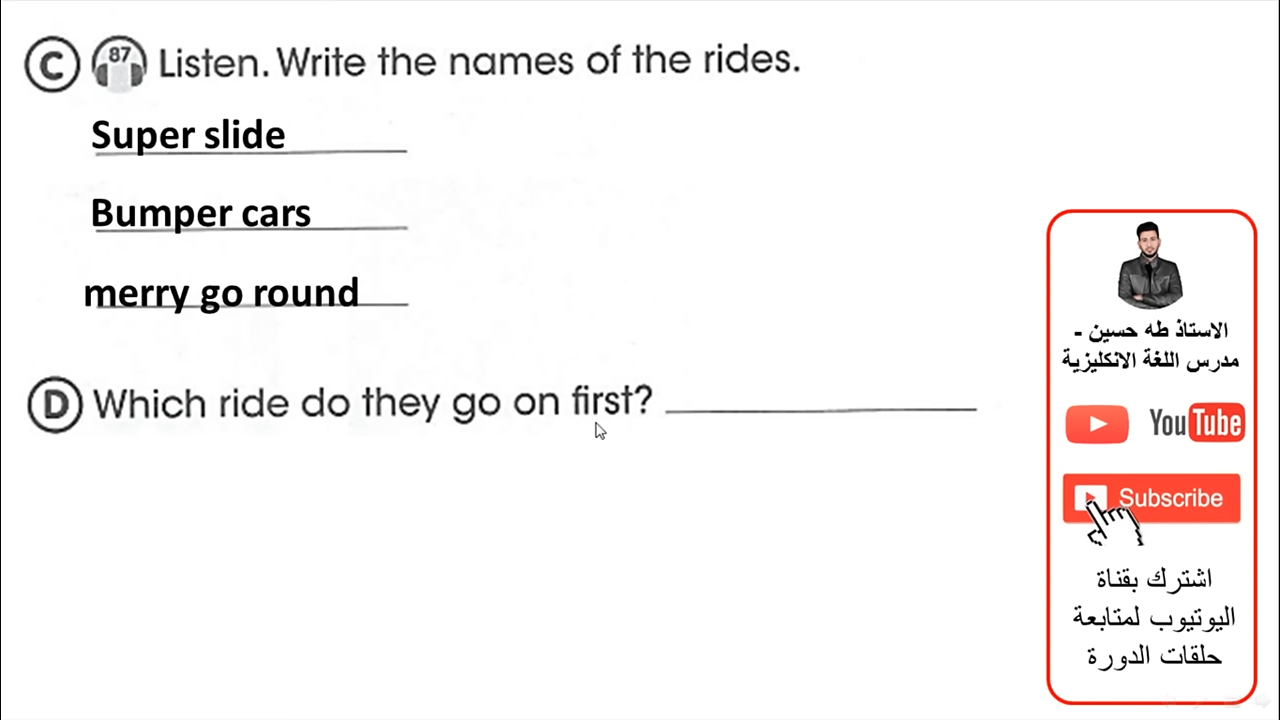 C 87 Listen. Write the names of the rides.
Super slide
Bumper cars
merry go round
D Which ride do they go on first?
الاستاذ طه حسين -
مدرس اللغة الانكليزية
YouTube
Subscribe
اشترك بقناة
اليوتيوب لمتابعة
حلقات الدورة